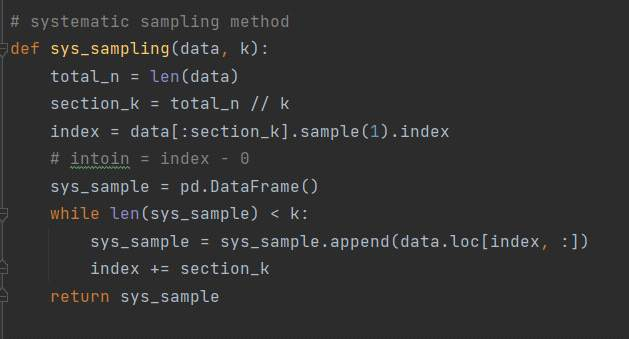 # systematic sampling method
def sys_sampling(data, k):
    total_n = len(data)
    section_k = total_n // k
    index = data[:section_k].sample(1).index
    # intoin = index - 0
    sys_sample = pd.DataFrame()
    while len(sys_sample) < k:
        sys_sample = sys_sample.append(data.loc[index, :])
        index += section_k
    return sys_sample